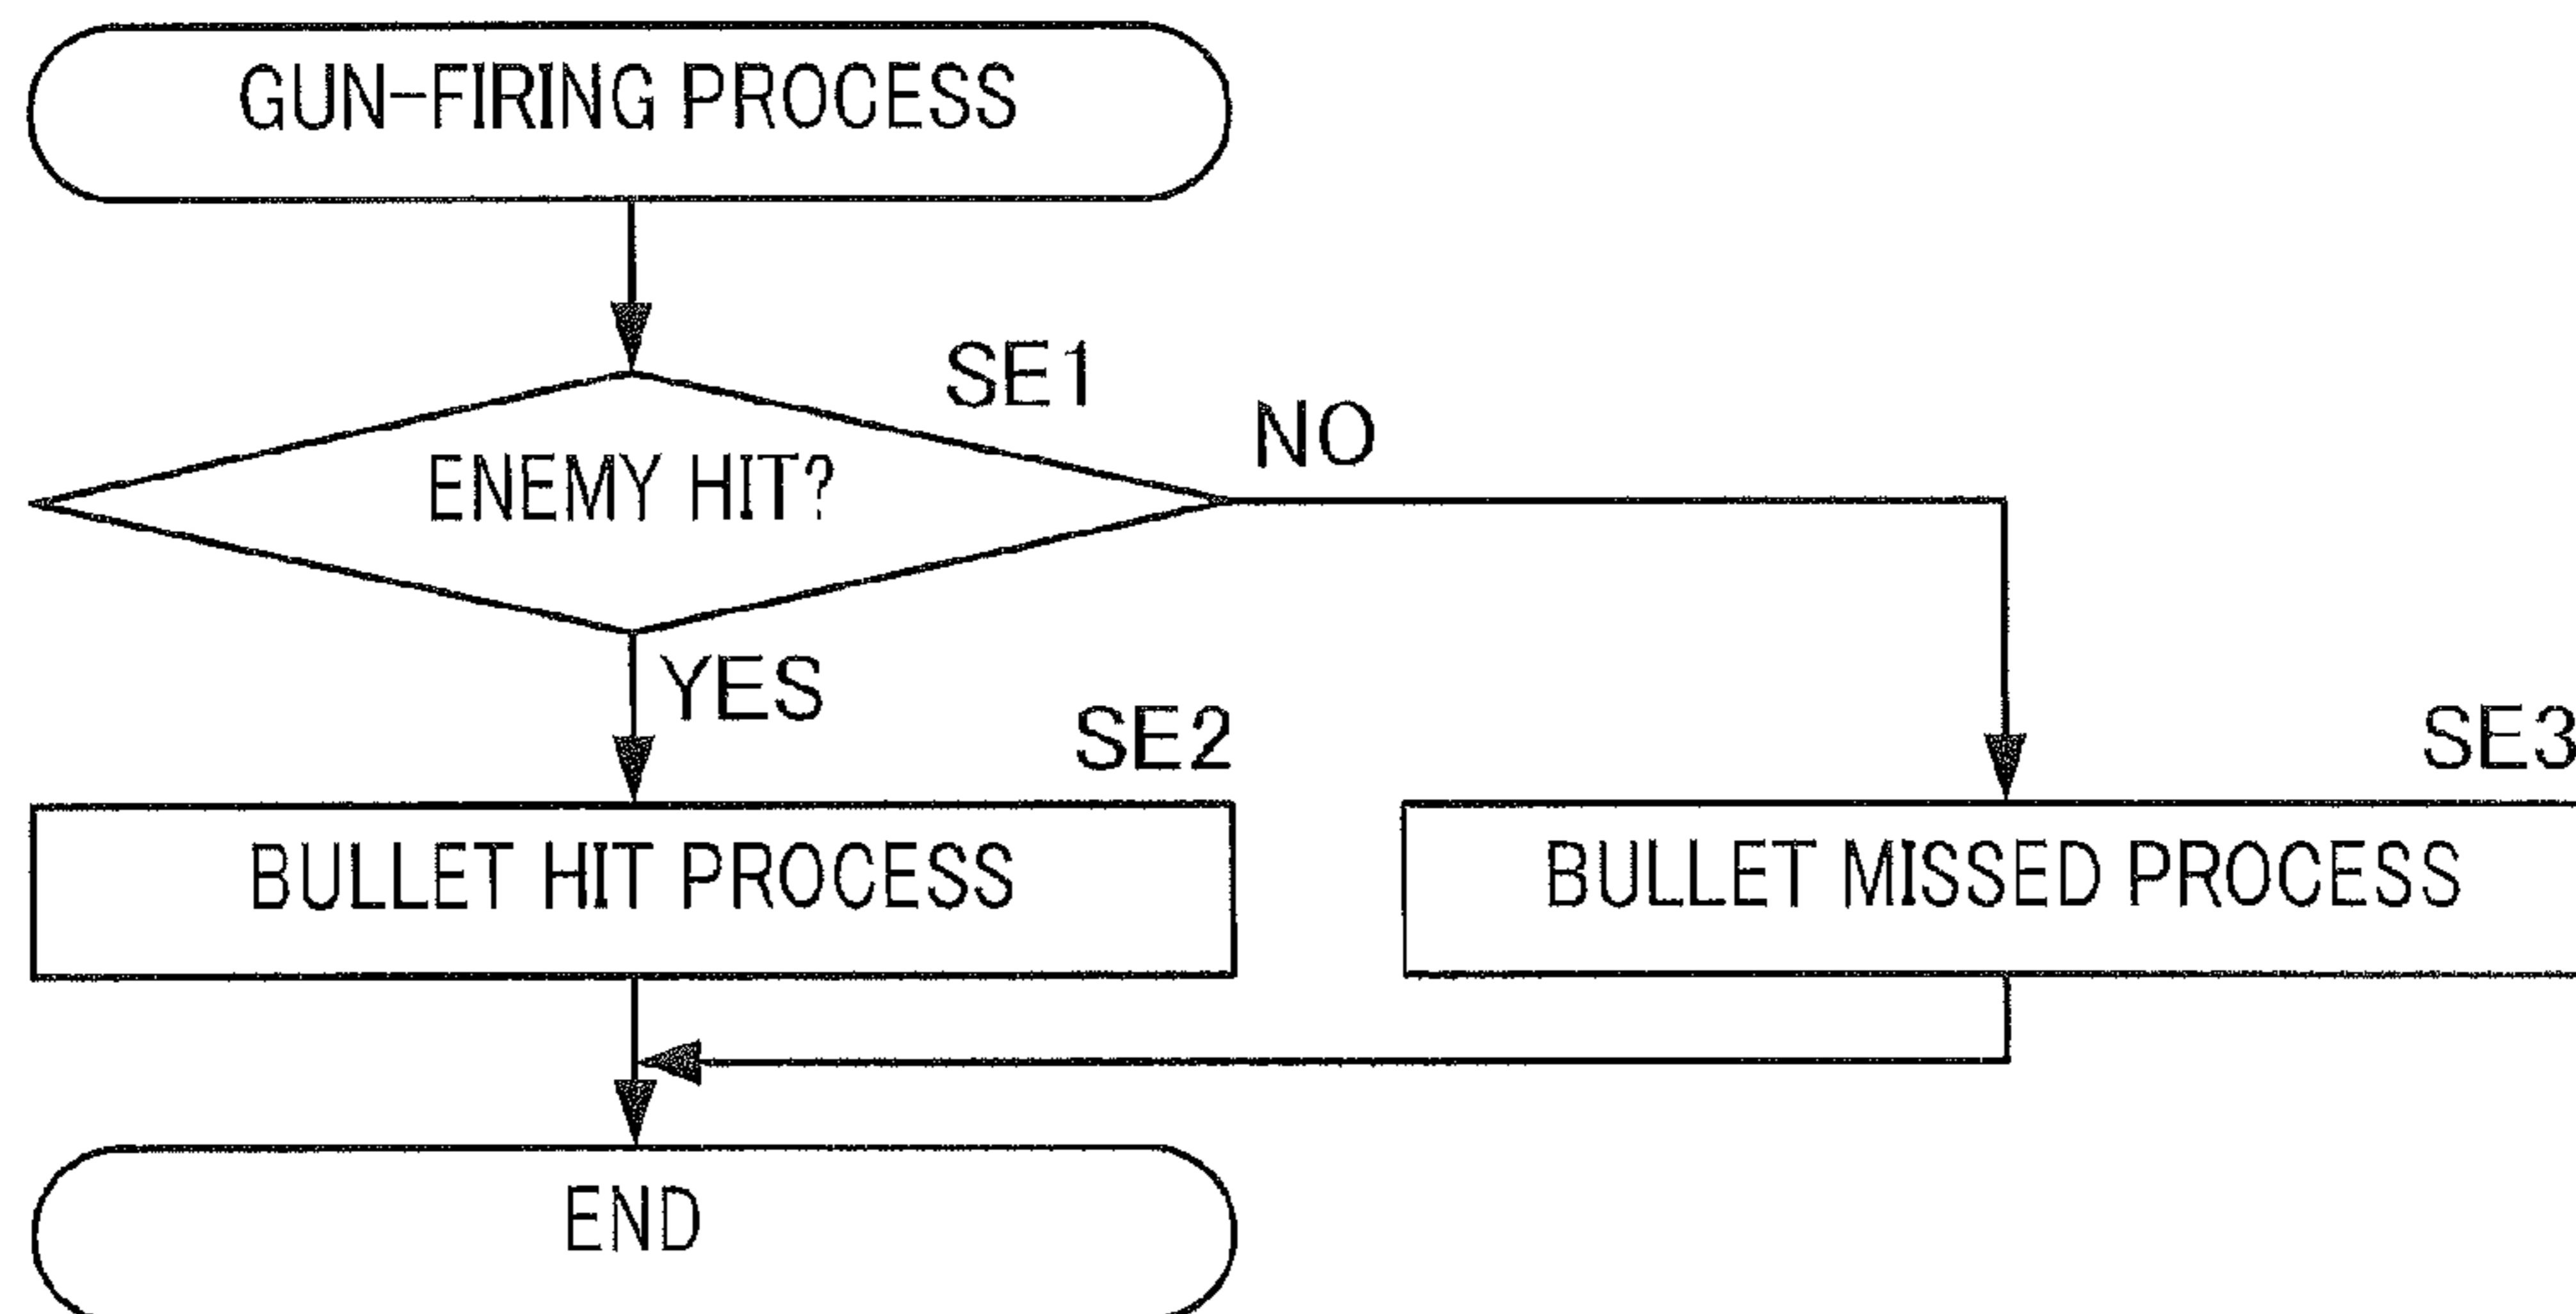 GUN-FIRING PROCESS
SE1
ENEMY HIT?
NO
YES
SE2
SE3
BULLET HIT PROCESS
BULLET MISSED PROCESS
END